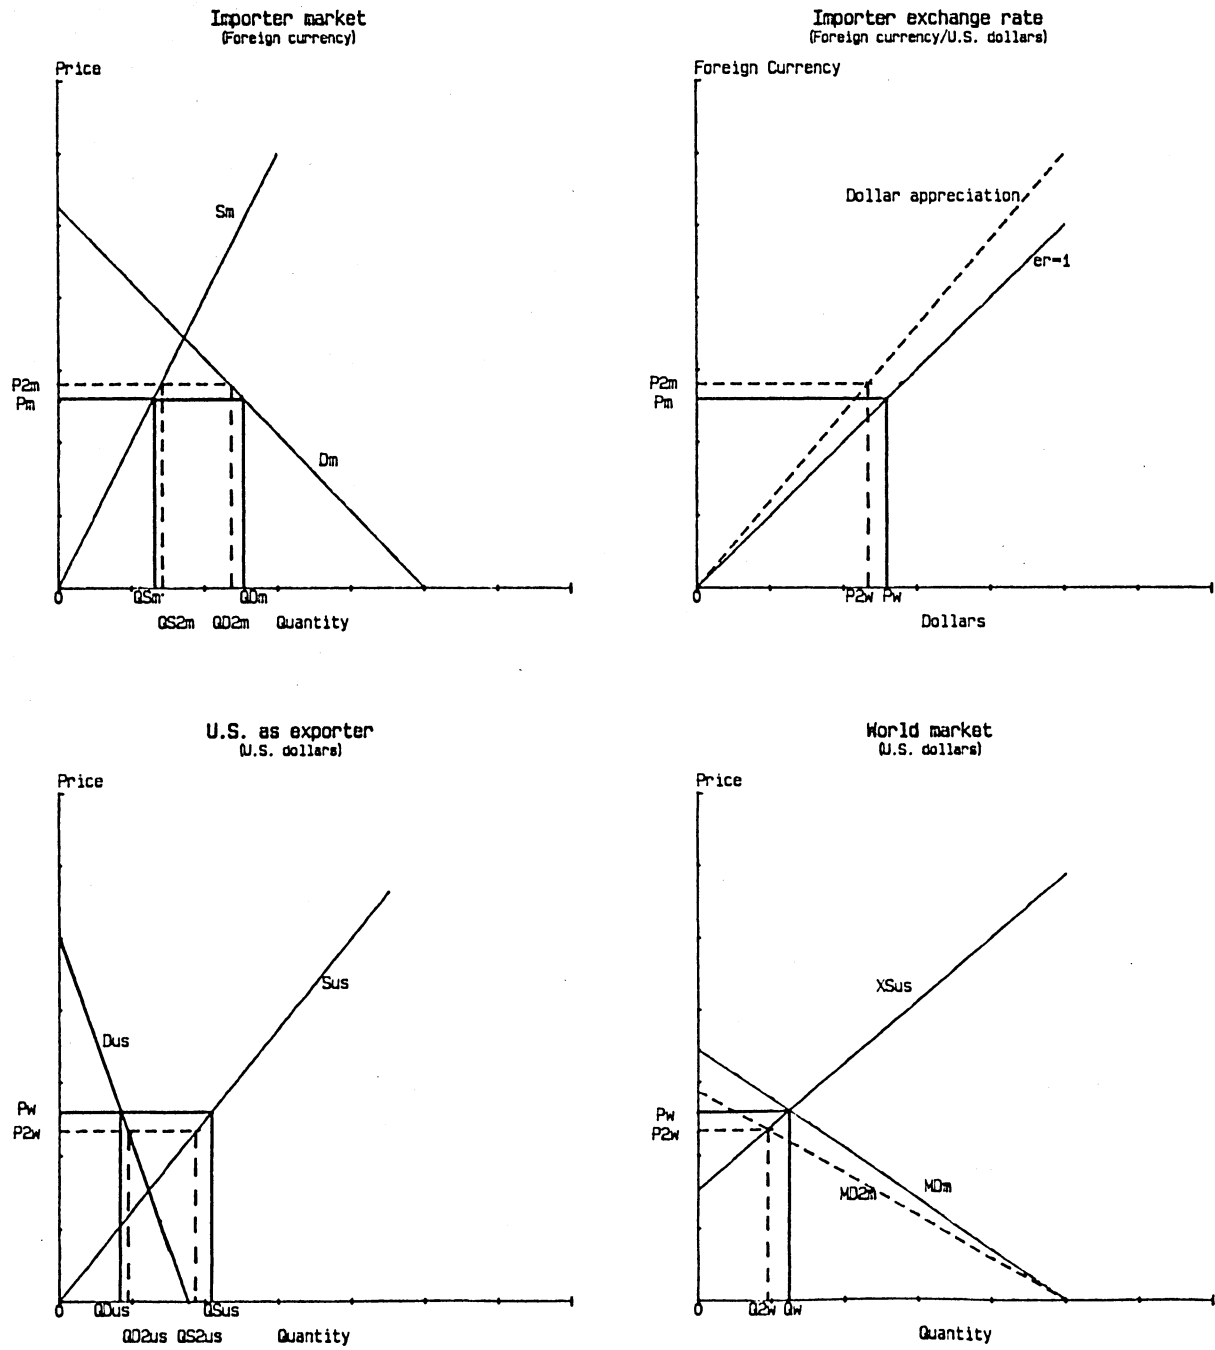 Importer market
(Foreign currency)
Price
Sm
P2m
Pm
Dm
0
QSm
QDm
QS2m QD2m Quantity
Importer exchange rate
(Foreign currency/U.S. dollars)
Foreign Currency
Dollar appreciation
er=1
P2m
Pm
0
P2w Pw
Dollars
U.S. as exporter
(U.S. dollars)
Price
Sus
Dus
Pw
P2w
0
QDus
QSus
QD2us QS2us Quantity
World market
(U.S. dollars)
Price
XSus
Pw
P2w
MD2m
MDm
0
Q2w Qw
Quantity